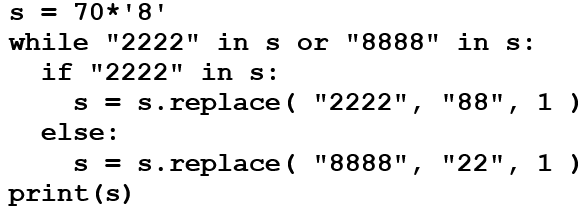 s = 70*'8'
while "2222" in s or "8888" in s:
  if "2222" in s:
    s = s.replace( "2222", "88", 1 )
  else:
    s = s.replace( "8888", "22", 1 )
print(s)